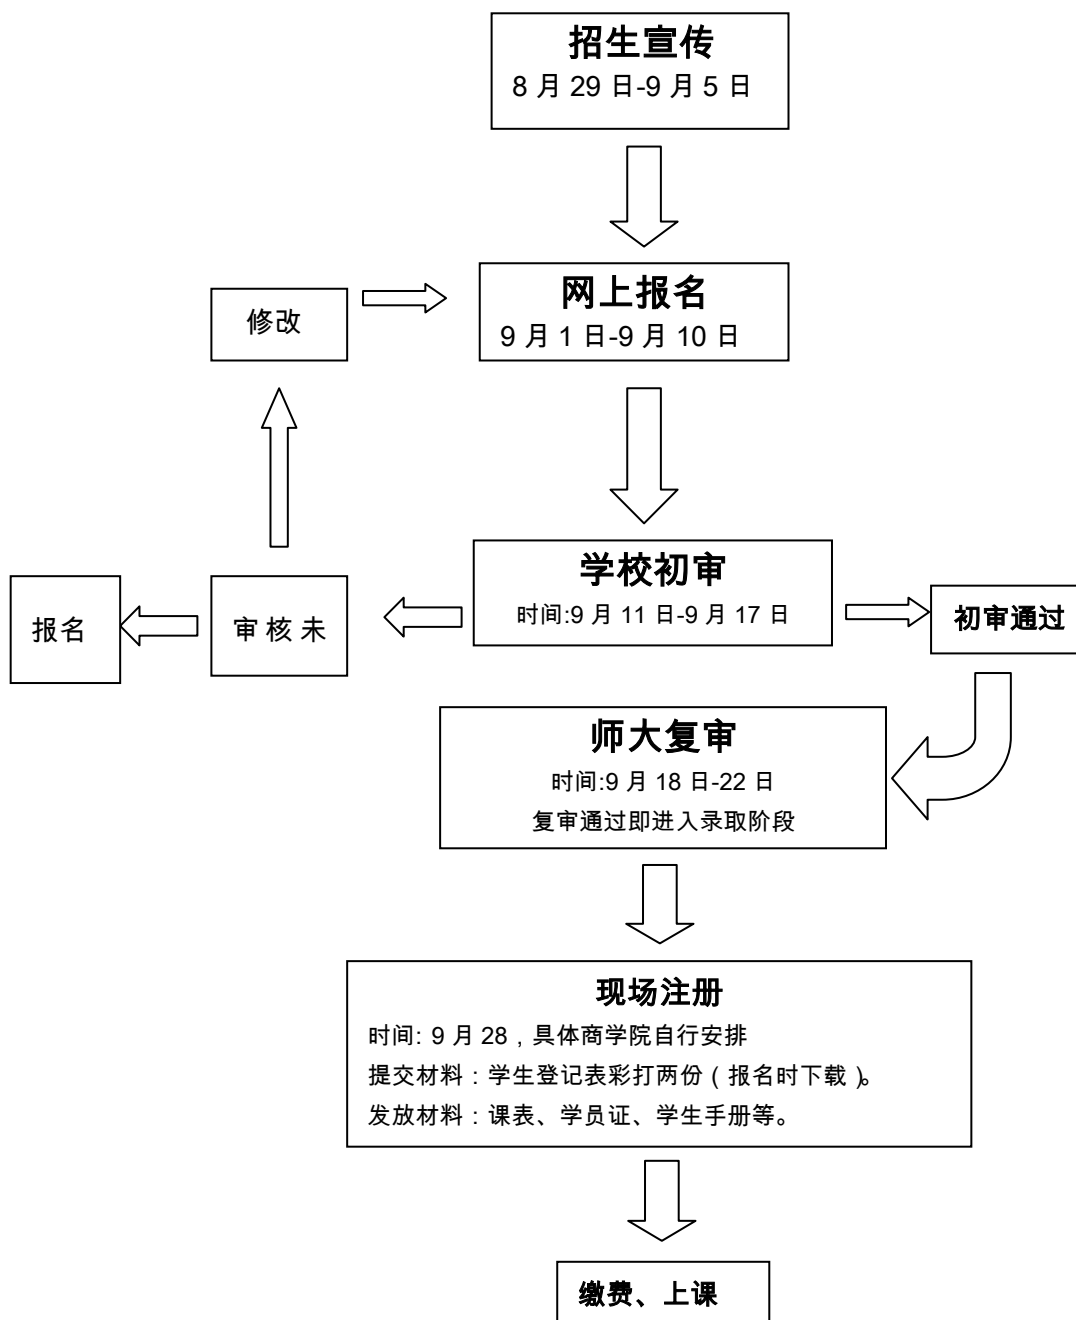 招生宣传
8 月 29 日-9 月 5 日
网上报名
9 月 1 日-9 月 10 日
修改
学校初审
时间:9 月 11 日-9 月 17 日
报名
审 核 未
初审通过
师大复审
时间:9 月 18 日-22 日
复审通过即进入录取阶段
现场注册
时间: 9 月 28，具体商学院自行安排
提交材料：学生登记表彩打两份（报名时下载）。
发放材料：课表、学员证、学生手册等。
缴费、上课